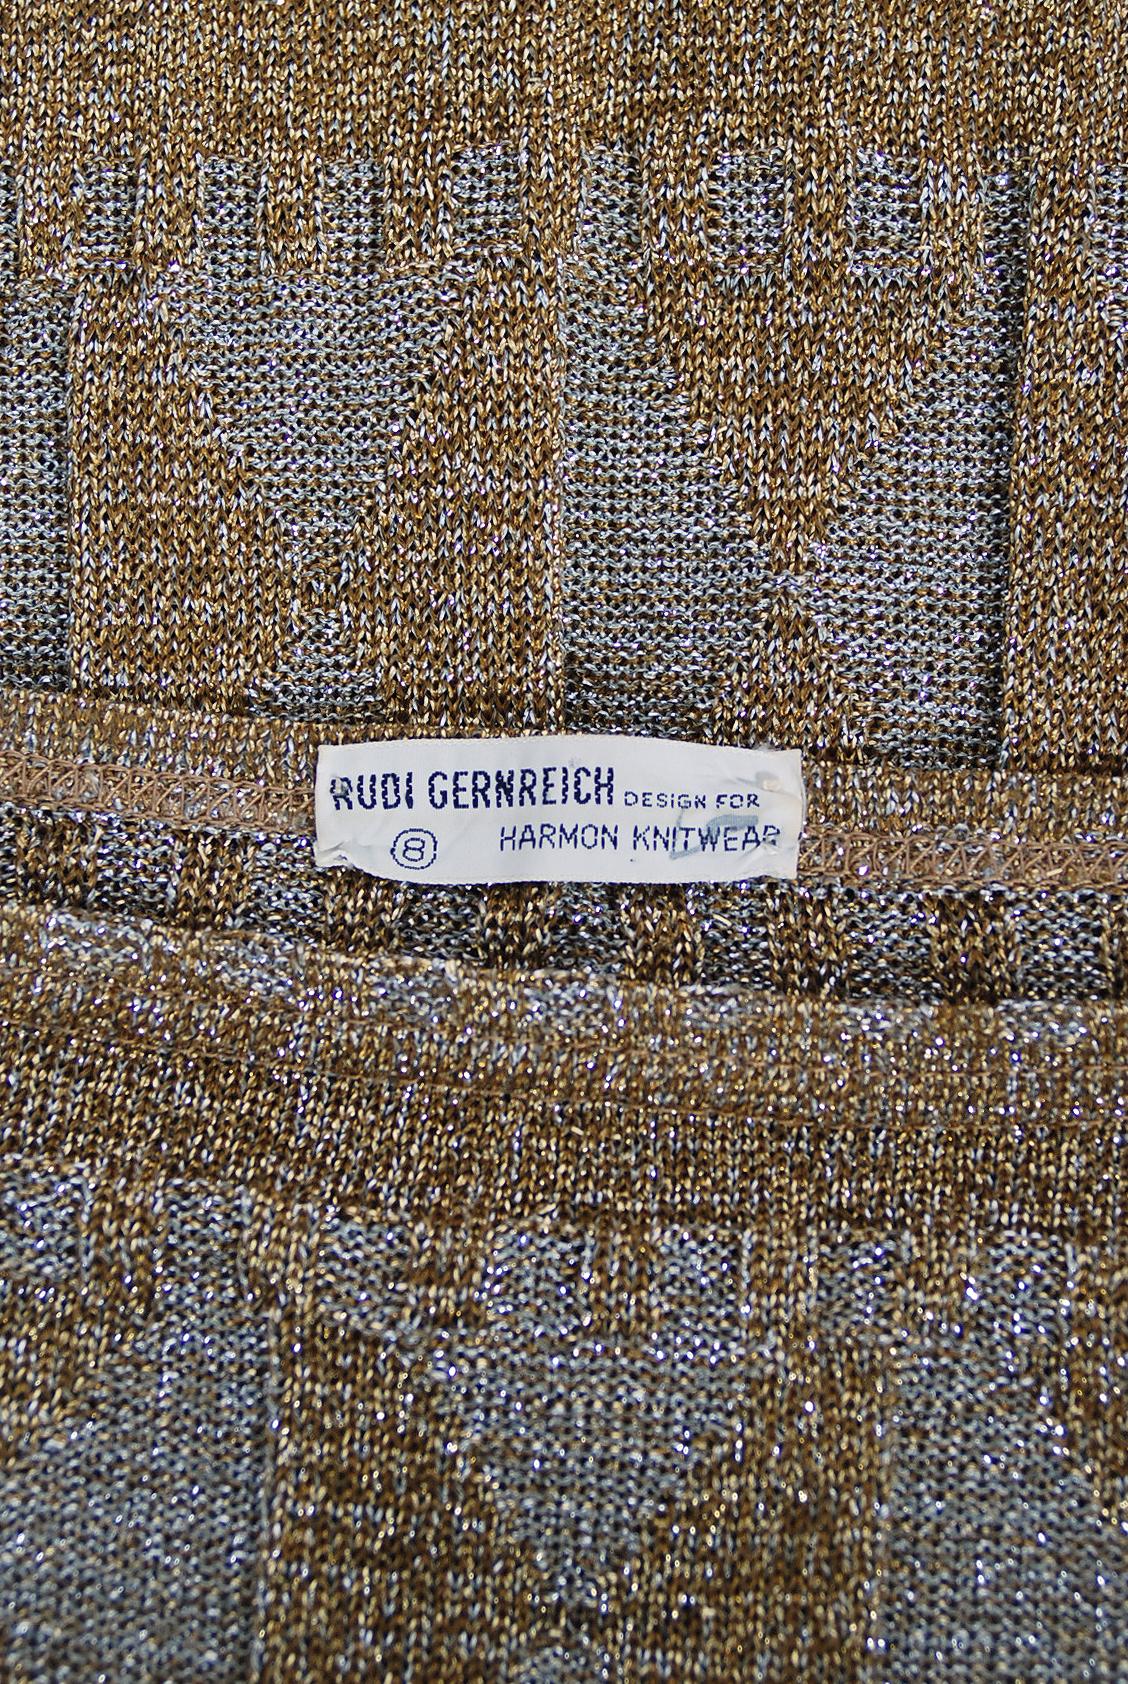 RUDI GERNREICH DESIGN FOR
8 HARMON KNITWEAR